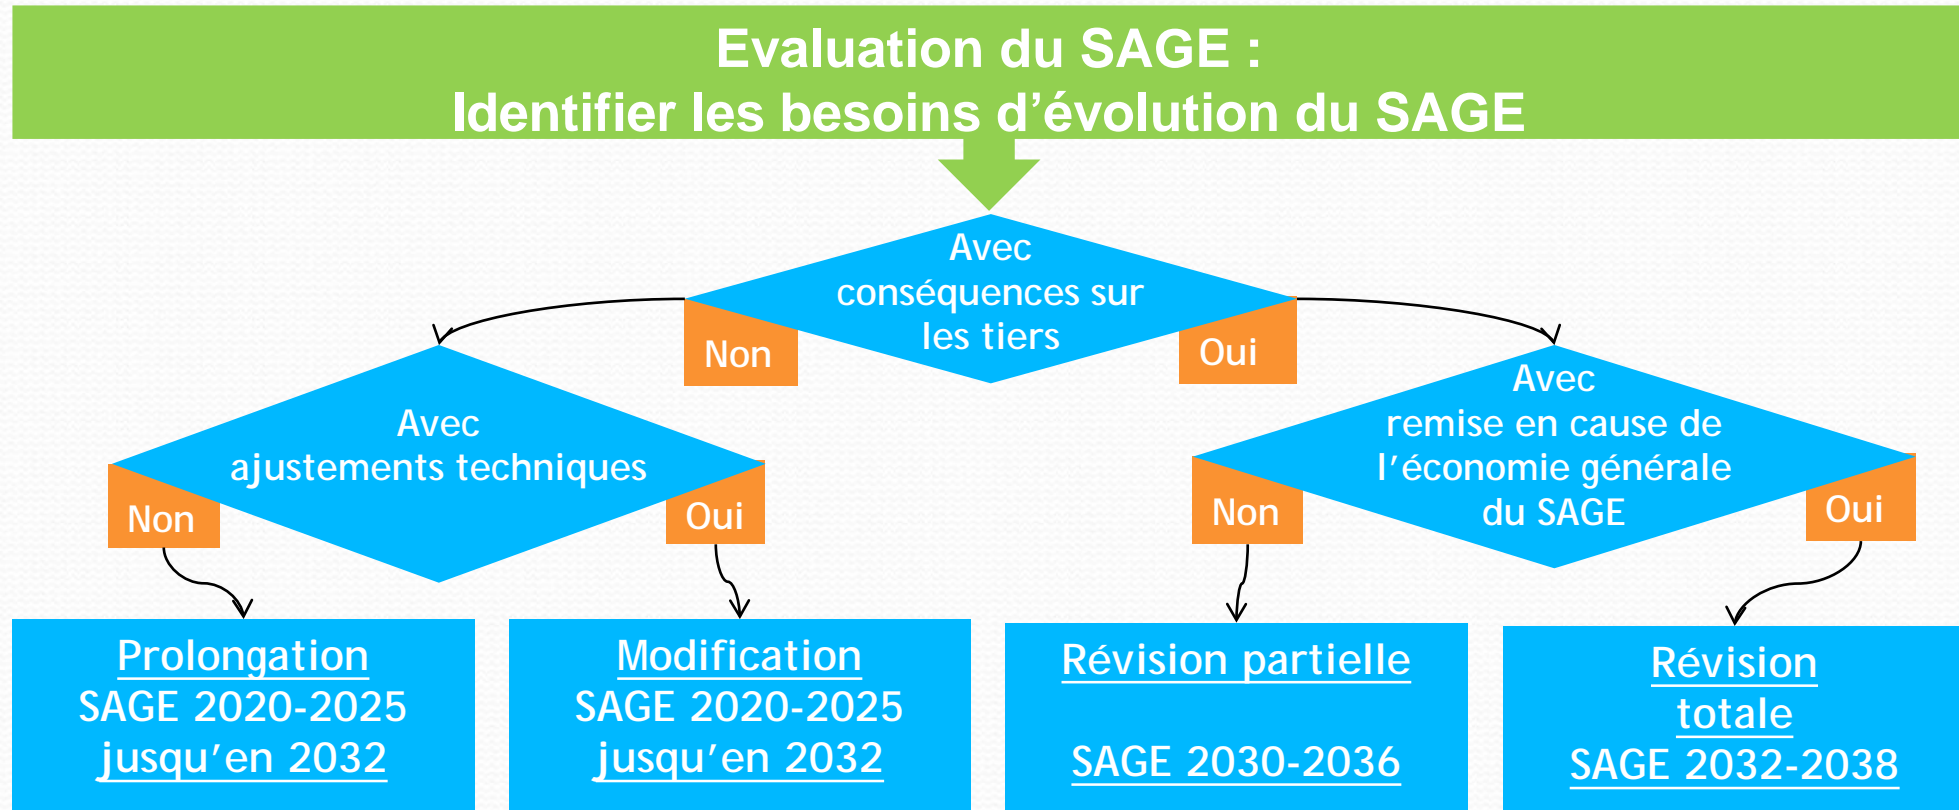 Evaluation du SAGE :
Identifier les besoins d’évolution du SAGE
Avec
conséquences sur
les tiers
Non
Oui
Avec
ajustements techniques
Non
Oui
Avec
remise en cause de
l’économie générale
du SAGE
Non
Oui
Prolongation
SAGE 2020-2025
jusqu’en 2032
Modification
SAGE 2020-2025
jusqu’en 2032
Révision partielle
SAGE 2030-2036
Révision
totale
SAGE 2032-2038